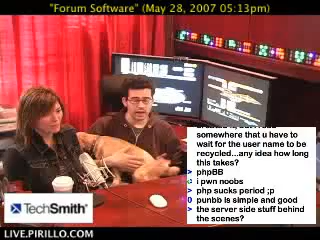 "Forum Software" (May 28, 2007 05:13pm)
somewhere that u have to
wait for the user name to be
recycled...any idea how long
this takes?
> phpBB
> i pwn noobs
> php sucks period ;p
0 punbb is simple and good
> the server side stuff behind
the scenes?
TechSmith
LIVE.PIRILLO.COM